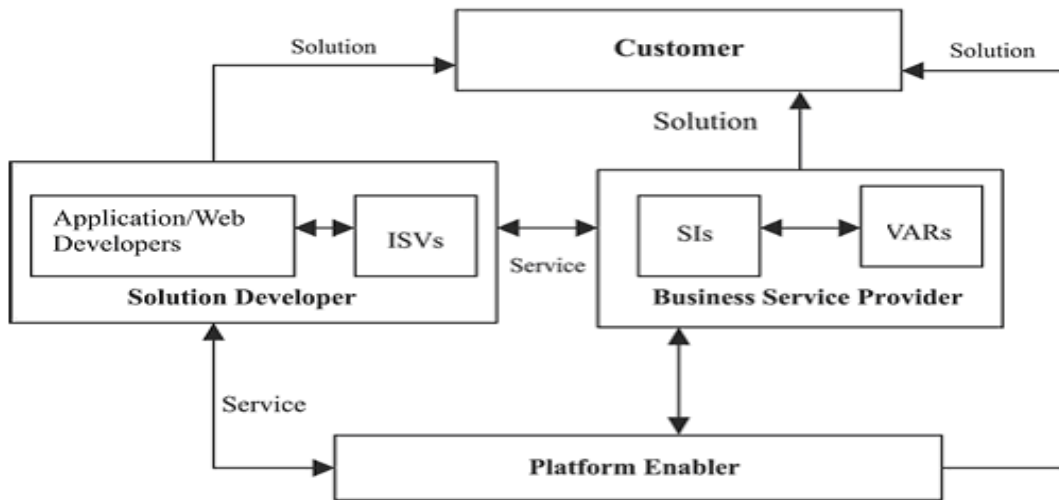 Customer
Solution
Solution
Solution
Application/Web
Developers
ISVs
Solution Developer
Service
SIs
VARs
Business Service Provider
Service
Platform Enabler